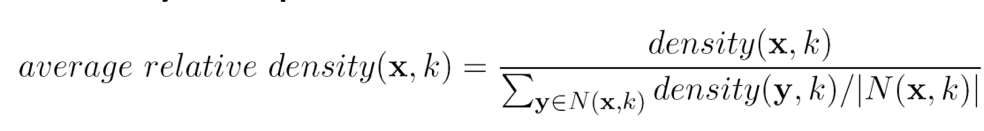 average relative density(x, k) = density(x, k) / ∑y∈N(x,k) density(y, k)/|N(x, k)|